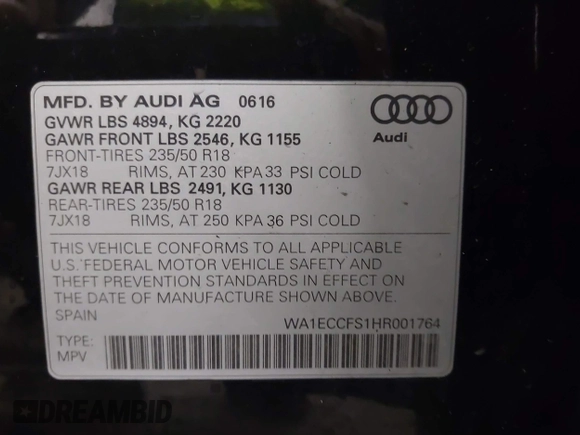 MFD. BY AUDI AG 0616
GVWR LBS 4894, KG 2220
GAWR FRONT LBS 2546, KG 1155
FRONT-TIRES 235/50 R18
7JX18 RIMS, AT 230 KPA 33 PSI COLD
GAWR REAR LBS 2491, KG 1130
REAR-TIRES 235/50 R18
7JX18 RIMS, AT 250 KPA 36 PSI COLD
Audi
THIS VEHICLE CONFORMS TO ALL APPLICABLE
U.S. FEDERAL MOTOR VEHICLE SAFETY AND
THEFT PREVENTION STANDARDS IN EFFECT ON
THE DATE OF MANUFACTURE SHOWN ABOVE.
SPAIN
WA1ECCFS1HR001764
TYPE:
MPV
DREAMBID